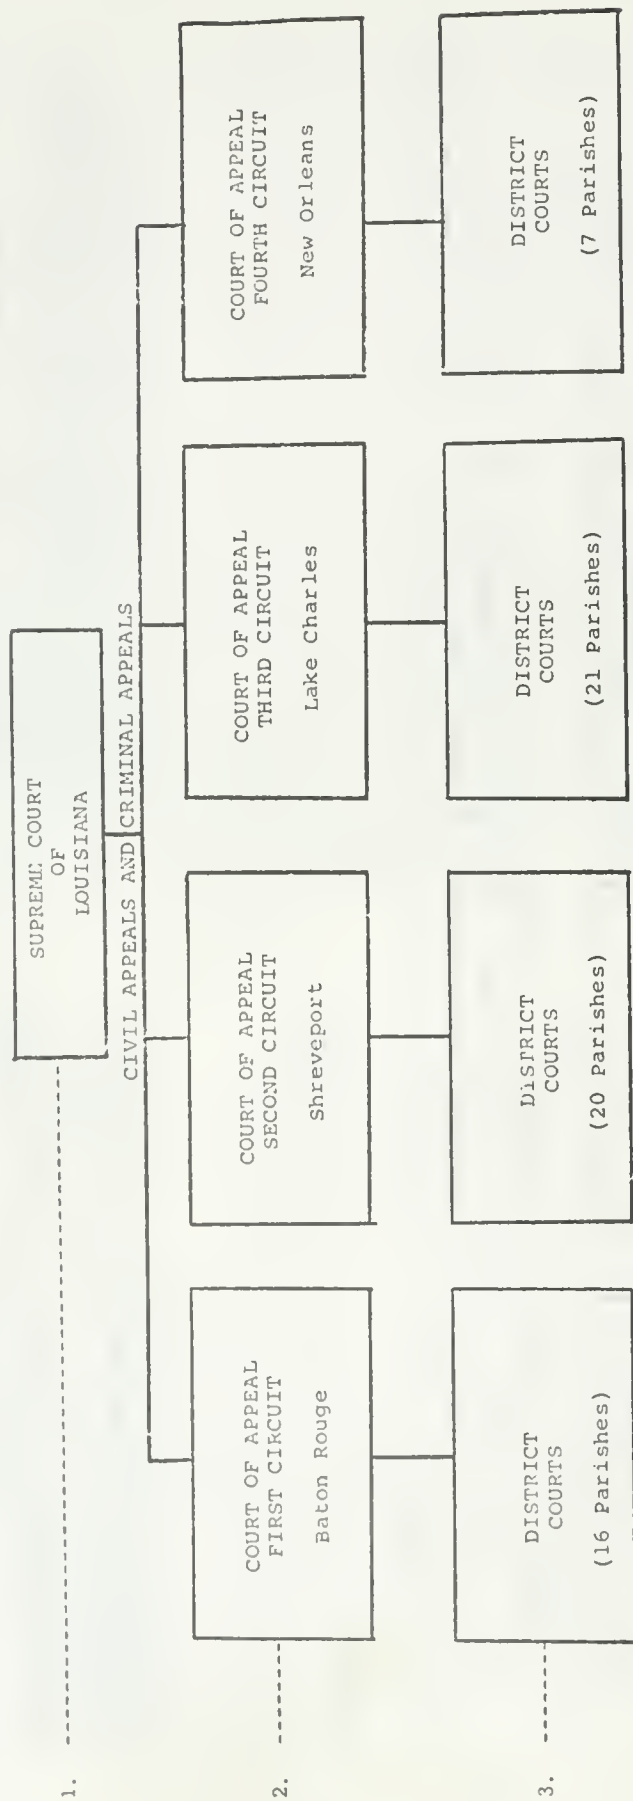 1.
SUPREME COURT
OF
LOUISIANA
CIVIL APPEALS AND CRIMINAL APPEALS
2.
COURT OF APPEAL
FIRST CIRCUIT
Baton Rouge
COURT OF APPEAL
SECOND CIRCUIT
Shreveport
COURT OF APPEAL
THIRD CIRCUIT
Lake Charles
COURT OF APPEAL
FOURTH CIRCUIT
New Orleans
3.
DISTRICT
COURTS
(16 Parishes)
DISTRICT
COURTS
(20 Parishes)
DISTRICT
COURTS
(21 Parishes)
DISTRICT
COURTS
(7 Parishes)